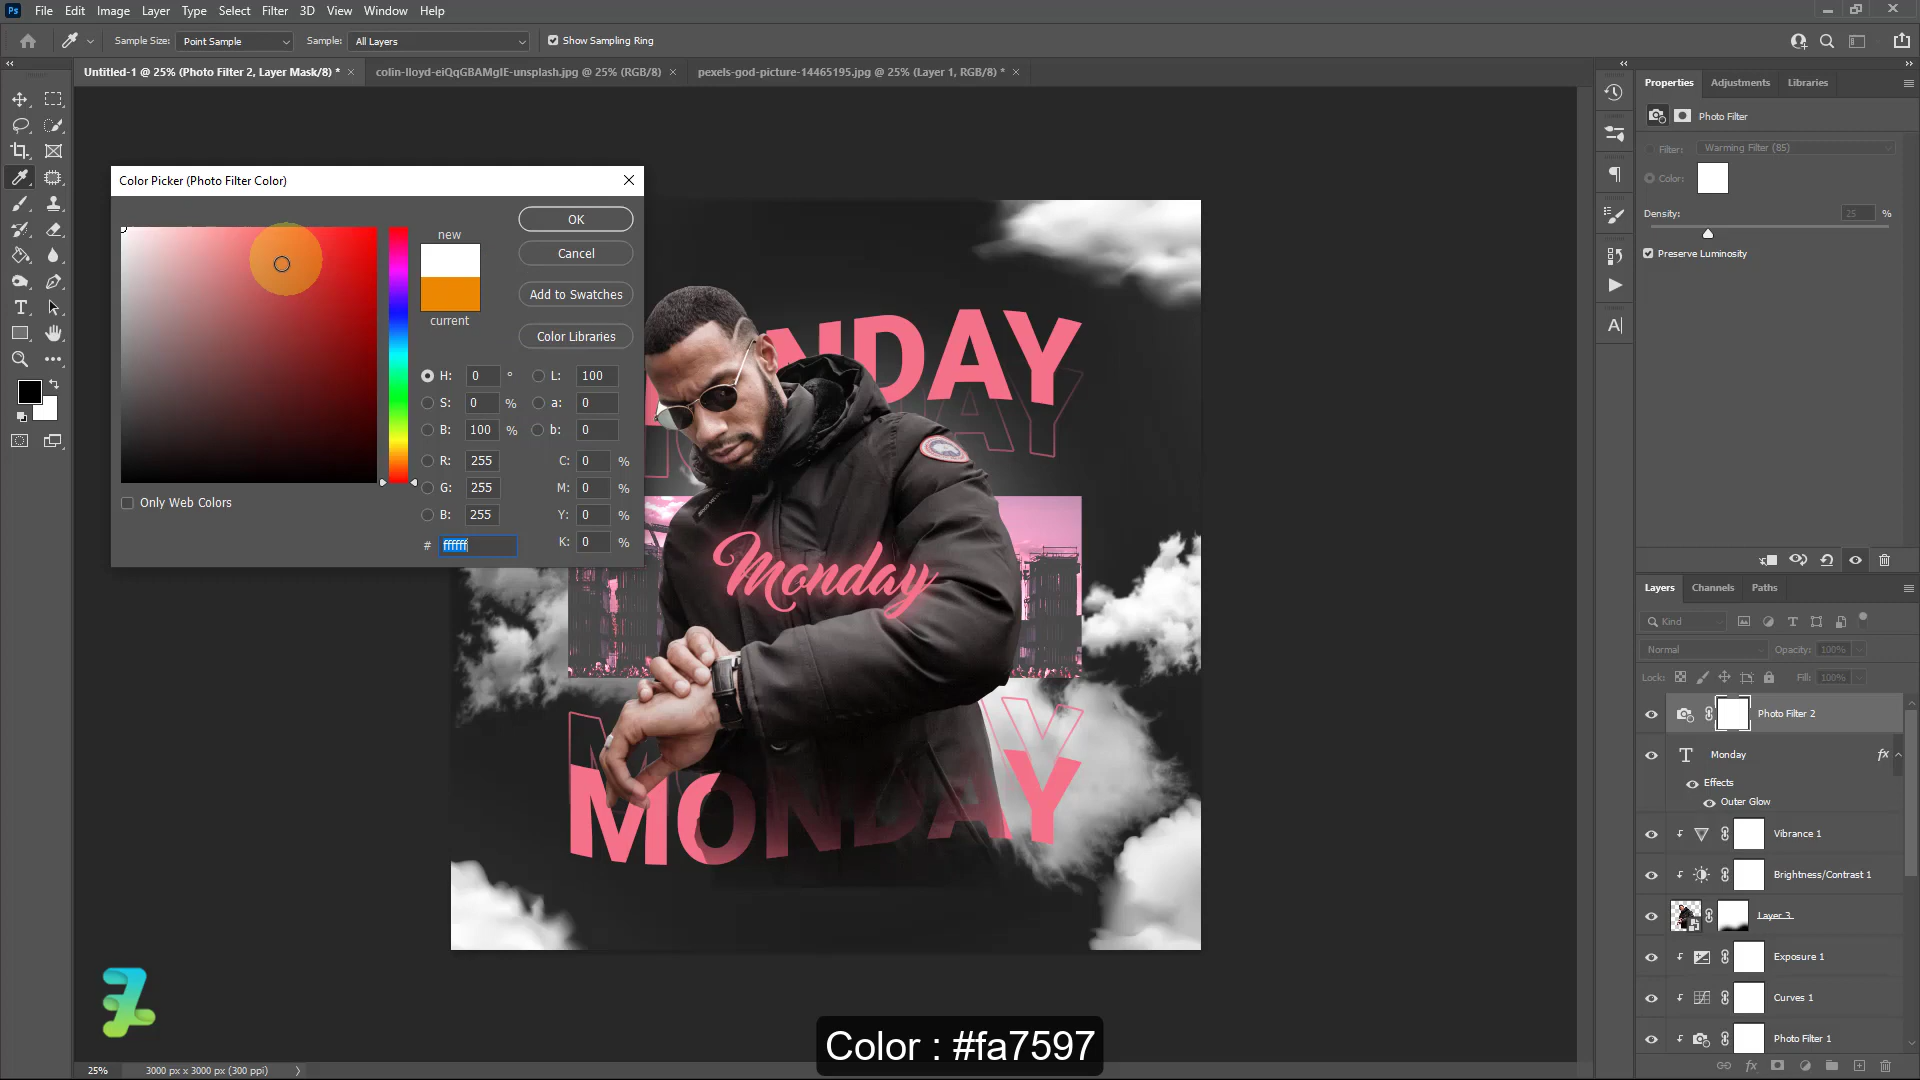 Ps File Edit Image Layer Type Select Filter 3D View Window Help
Sample Size: Point Sample Sample: All Layers Show Sampling Ring
Untitled-1 @ 25% (Photo Filter 2, Layer Mask/8) * × colin-lloyd-eiQqGBAMgIE-unsplash.jpg @ 25% (RGB/8) × pexels-god-picture-14465195.jpg @ 25% (Layer 1, RGB/8) * ×
Properties Adjustments Libraries
Photo Filter
Filter: Warming Filter (85)
Color:
Density: 25 %
Preserve Luminosity
Color Picker (Photo Filter Color)
OK
new
Cancel
Add to Swatches
current
Color Libraries
H: 0 ° L: 100
S: 0 % a: 0
B: 100 % b: 0
R: 255 C: 0 %
G: 255 M: 0 %
B: 255 Y: 0 %
# ffffff K: 0 %
Only Web Colors
NDAY
AY
Monday
MONDAY
Layers Channels Paths
Kind
Normal Opacity: 100%
Lock: Fill: 100%
Photo Filter 2
T Monday fx
Effects
Outer Glow
Vibrance 1
Brightness/Contrast 1
Layer 3
Exposure 1
Curves 1
Photo Filter 1
Color : #fa7597
25% 3000 px x 3000 px (300 ppi)